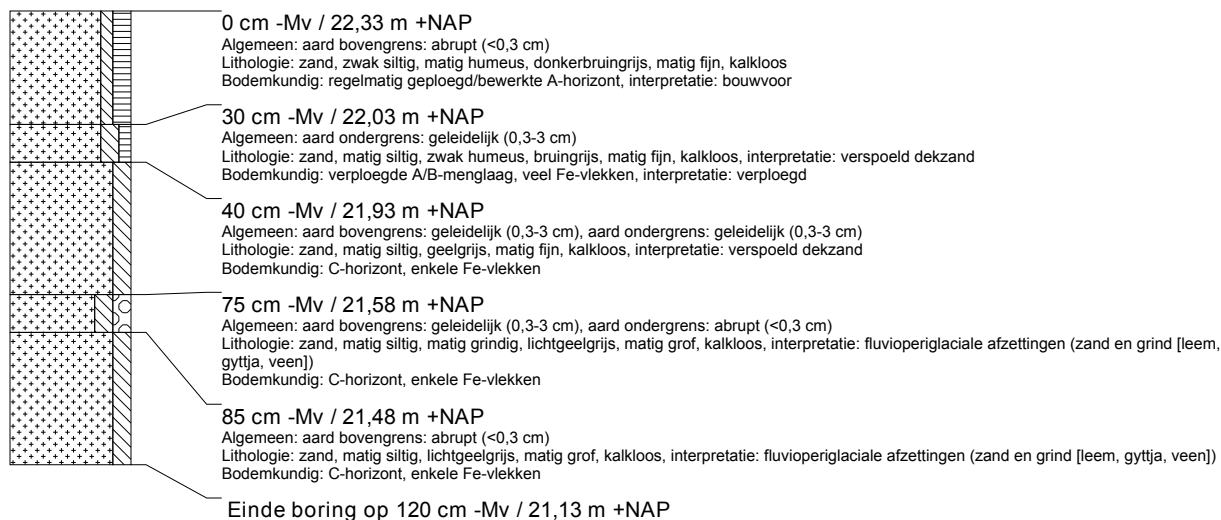 0 cm -Mv / 22,33 m +NAP
Algemeen: aard bovengrens: abrupt (<0,3 cm)
Lithologie: zand, zwak siltig, matig humeus, donkerbruingrijs, matig fijn, kalkloos
Bodemkundig: regelmatig geploegd/bewerkte A-horizont, interpretatie: bouwvoor
30 cm -Mv / 22,03 m +NAP
Algemeen: aard ondergrens: geleidelijk (0,3-3 cm)
Lithologie: zand, matig siltig, zwak humeus, bruingrijs, matig fijn, kalkloos, interpretatie: verspoeld dekzand
Bodemkundig: verploegde A/B-menglaag, veel Fe-vlekken, interpretatie: verploegd
40 cm -Mv / 21,93 m +NAP
Algemeen: aard bovengrens: geleidelijk (0,3-3 cm), aard ondergrens: geleidelijk (0,3-3 cm)
Lithologie: zand, matig siltig, geelgrijs, matig fijn, kalkloos, interpretatie: verspoeld dekzand
Bodemkundig: C-horizont, enkele Fe-vlekken
75 cm -Mv / 21,58 m +NAP
Algemeen: aard bovengrens: geleidelijk (0,3-3 cm), aard ondergrens: abrupt (<0,3 cm)
Lithologie: zand, matig siltig, matig grindig, lichtgeelgrijs, matig grof, kalkloos, interpretatie: fluvioperiglaciale afzettingen (zand en grind [leem,
gyttja, veen])
Bodemkundig: C-horizont, enkele Fe-vlekken
85 cm -Mv / 21,48 m +NAP
Algemeen: aard bovengrens: abrupt (<0,3 cm)
Lithologie: zand, matig siltig, lichtgeelgrijs, matig grof, kalkloos, interpretatie: fluvioperiglaciale afzettingen (zand en grind [leem, gyttja, veen])
Bodemkundig: C-horizont, enkele Fe-vlekken
Einde boring op 120 cm -Mv / 21,13 m +NAP